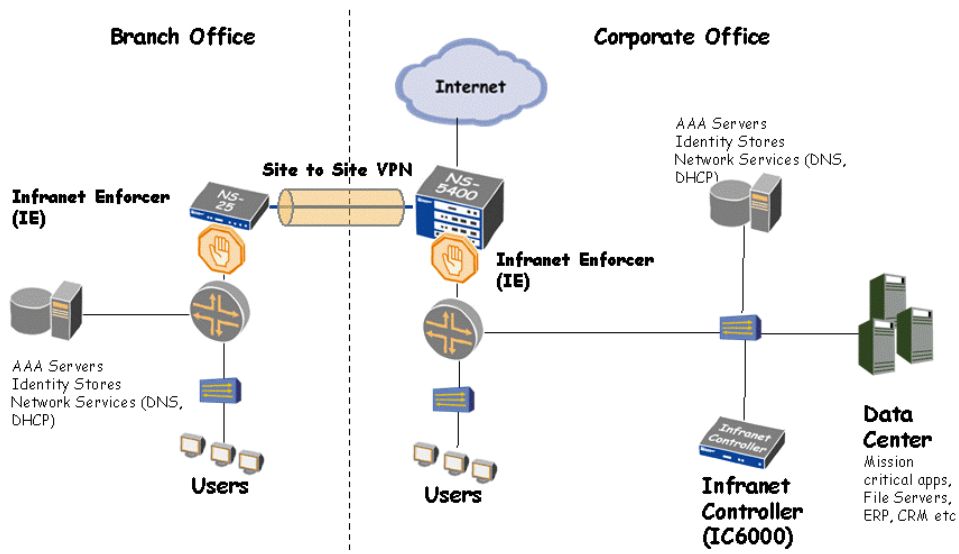 Branch Office
Corporate Office
Internet
AAA Servers
Identity Stores
Network Services (DNS,
DHCP)
Site to Site VPN
NS-
5400
NS-
25
Infranet Enforcer
(IE)
Infranet Enforcer
(IE)
AAA Servers
Identity Stores
Network Services (DNS,
DHCP)
Users
Users
Infranet
Controller
Infranet
Controller
(IC6000)
Data
Center
Mission
critical apps,
File Servers,
ERP, CRM etc